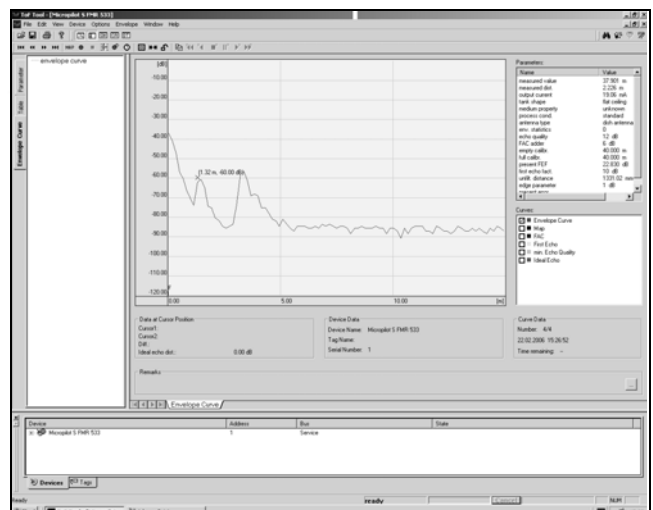 ToF Tool - [Micropilot S FMR 533]
File Edit View Device Options Envelope Window Help
envelope curve
Parameter
Table
Envelope Curve
[dB]
-10.00
-20.00
-30.00
-40.00
-50.00
-60.00
-70.00
-80.00
-90.00
-100.00
-110.00
-120.00
(1.32 m, -60.00 dB)
0.00 5.00 10.00 [m]
Parameters:
Name Value
measured value 37.901 m
measured dist. 2.226 m
output current 19.06 mA
tank shape flat ceiling
medium property unknown
process cond. standard
antenna type dish antenna
env. statistics 0
echo quality 12 dB
FAC adder 6 dB
empty calibr. 40.000 m
full calibr. 40.000 m
present FEF 22.830 dB
first echo fact. 10 dB
unfilt. distance 1331.02 mm
edge parameter 1 dB
Curves:
Envelope Curve
Map
FAC
First Echo
min. Echo Quality
Ideal Echo
Data at Cursor Position
Cursor1:
Cursor2:
Dif.:
Ideal echo dist.: 0.00 dB
Device Data
Device Name: Micropilot S FMR 533
Tag Name:
Serial Number: 1
Curve Data
Number: 4/4
22.02.2006 15:26:52
Time remaining: --
Remarks
...
Envelope Curve
Device Address Bus State
Micropilot S FMR 533 1 Service
Devices Tags
Ready ready Cancel NUM